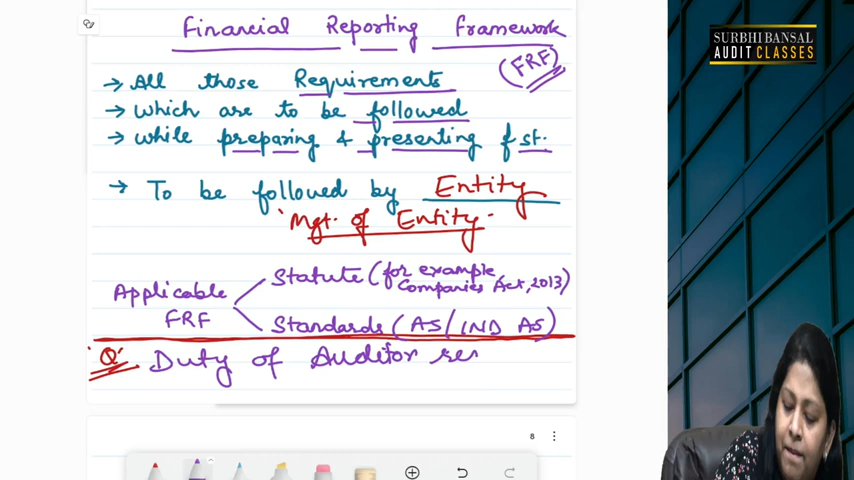 Financial Reporting Framework
(FRF)
→ All those Requirements
→ which are to be followed
→ while preparing & presenting f st.
→ To be followed by Entity
'Mgt. of Entity'
Applicable FRF
Statute (for example Companies Act, 2013)
Standards (AS/IND AS)
'Q' Duty of Auditor res
8
SURBHI BANSAL
AUDIT CLASSES